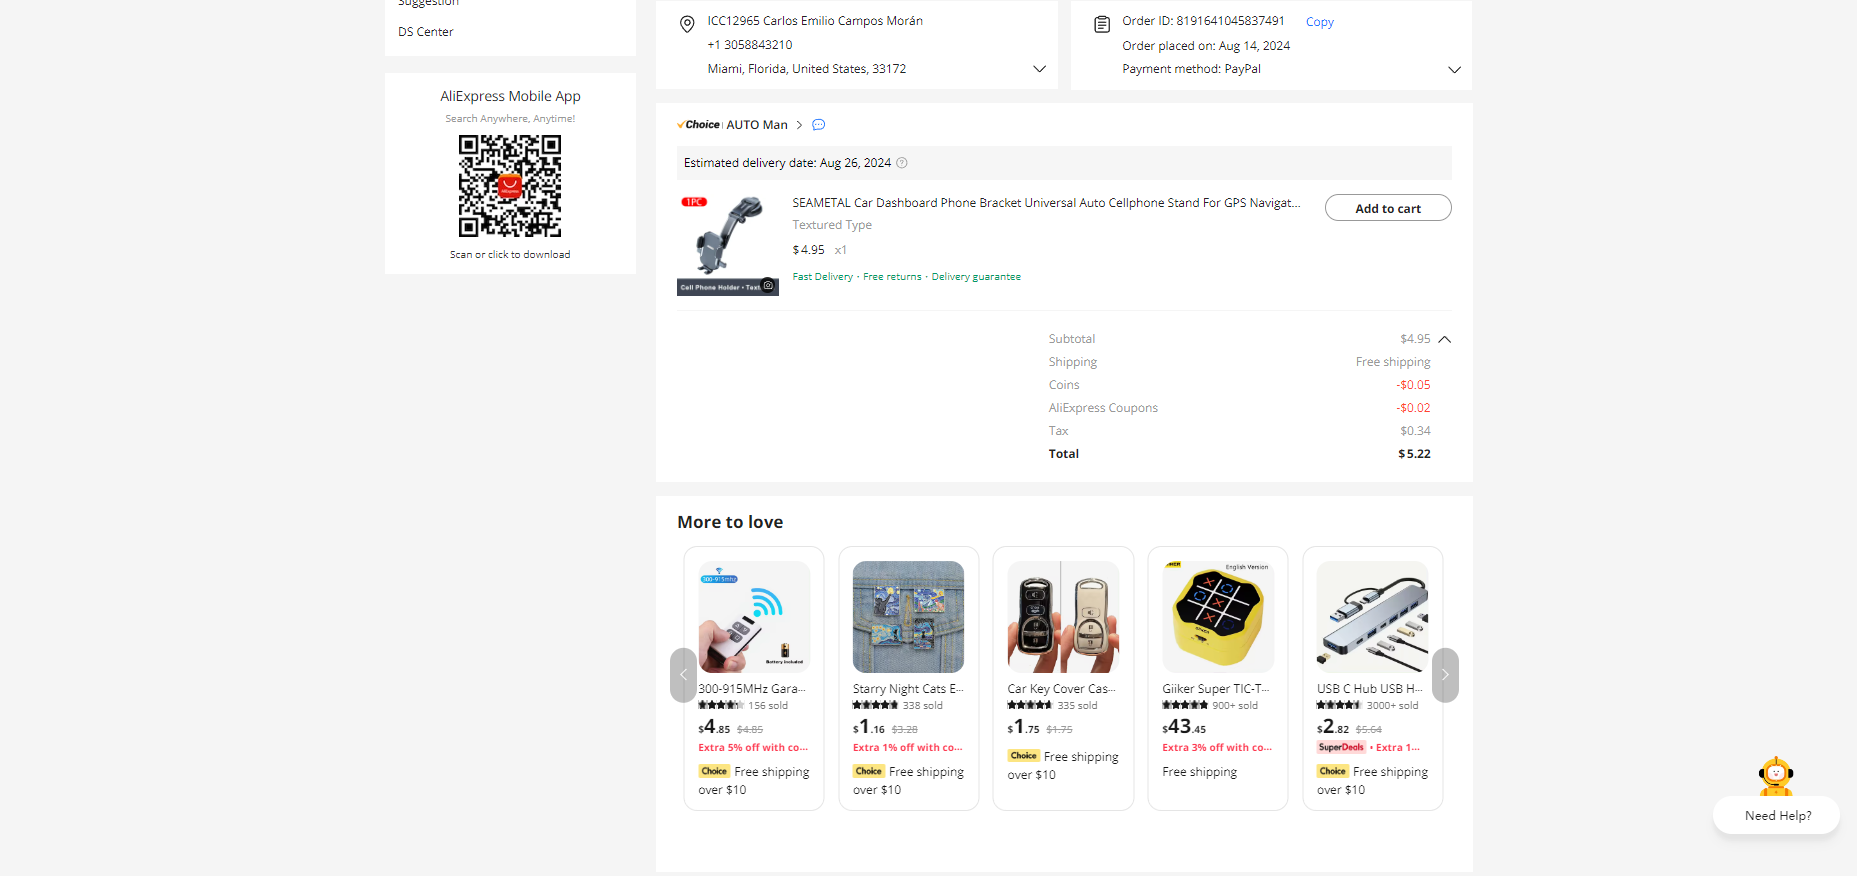 Suggestion
DS Center
AliExpress Mobile App
Search Anywhere, Anytime!
AliExpress
Scan or click to download
ICC12965 Carlos Emilio Campos Morán
+1 3058843210
Miami, Florida, United States, 33172
Order ID: 8191641045837491 Copy
Order placed on: Aug 14, 2024
Payment method: PayPal
Choice AUTO Man
Estimated delivery date: Aug 26, 2024
1PC
Cell Phone Holder • Text
SEAMETAL Car Dashboard Phone Bracket Universal Auto Cellphone Stand For GPS Navigat...
Textured Type
$4.95 x1
Fast Delivery · Free returns · Delivery guarantee
Add to cart
Subtotal $4.95
Shipping Free shipping
Coins -$0.05
AliExpress Coupons -$0.02
Tax $0.34
Total $5.22
More to love
300-915mhz
Battery included
300-915MHz Gara...
156 sold
$4.85 $4.85
Extra 5% off with co...
Choice Free shipping
over $10
Starry Night Cats E...
338 sold
$1.16 $3.28
Extra 1% off with co...
Choice Free shipping
over $10
Car Key Cover Cas...
335 sold
$1.75 $1.75
Choice Free shipping
over $10
English Version
Giiker Super TIC-T...
900+ sold
$43.45
Extra 3% off with co...
Free shipping
USB C Hub USB H...
3000+ sold
$2.82 $5.64
SuperDeals • Extra 1...
Choice Free shipping
over $10
Need Help?